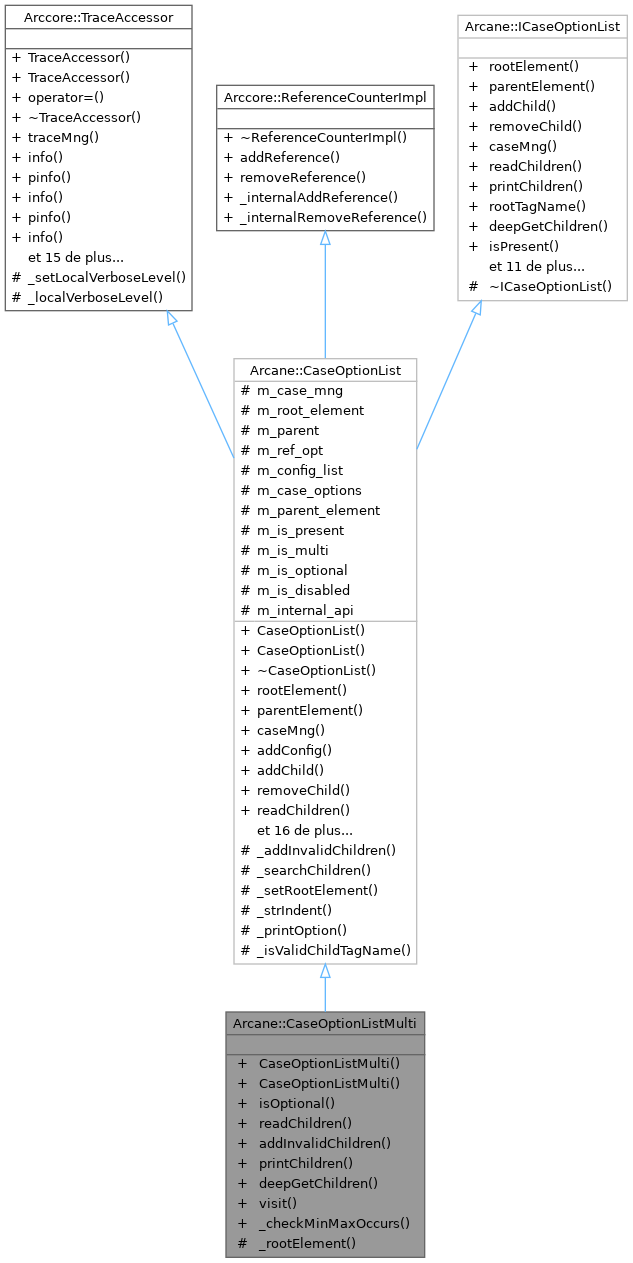 Arccore::TraceAccessor
+ TraceAccessor()
+ TraceAccessor()
+ operator=()
+ ~TraceAccessor()
+ traceMng()
+ info()
+ pinfo()
+ info()
+ pinfo()
+ info()
et 15 de plus...
# _setLocalVerboseLevel()
# _localVerboseLevel()
Arccore::ReferenceCounterImpl
+ ~ReferenceCounterImpl()
+ addReference()
+ removeReference()
+ _internalAddReference()
+ _internalRemoveReference()
Arcane::ICaseOptionList
+ rootElement()
+ parentElement()
+ addChild()
+ removeChild()
+ caseMng()
+ readChildren()
+ printChildren()
+ rootTagName()
+ deepGetChildren()
+ isPresent()
et 11 de plus...
# ~ICaseOptionList()
Arcane::CaseOptionList
# m_case_mng
# m_root_element
# m_parent
# m_ref_opt
# m_config_list
# m_case_options
# m_parent_element
# m_is_present
# m_is_multi
# m_is_optional
# m_is_disabled
# m_internal_api
+ CaseOptionList()
+ CaseOptionList()
+ ~CaseOptionList()
+ rootElement()
+ parentElement()
+ caseMng()
+ addConfig()
+ addChild()
+ removeChild()
+ readChildren()
et 16 de plus...
# _addInvalidChildren()
# _searchChildren()
# _setRootElement()
# _strIndent()
# _printOption()
# _isValidChildTagName()
Arcane::CaseOptionListMulti
+ CaseOptionListMulti()
+ CaseOptionListMulti()
+ isOptional()
+ readChildren()
+ addInvalidChildren()
+ printChildren()
+ deepGetChildren()
+ visit()
+ _checkMinMaxOccurs()
# _rootElement()